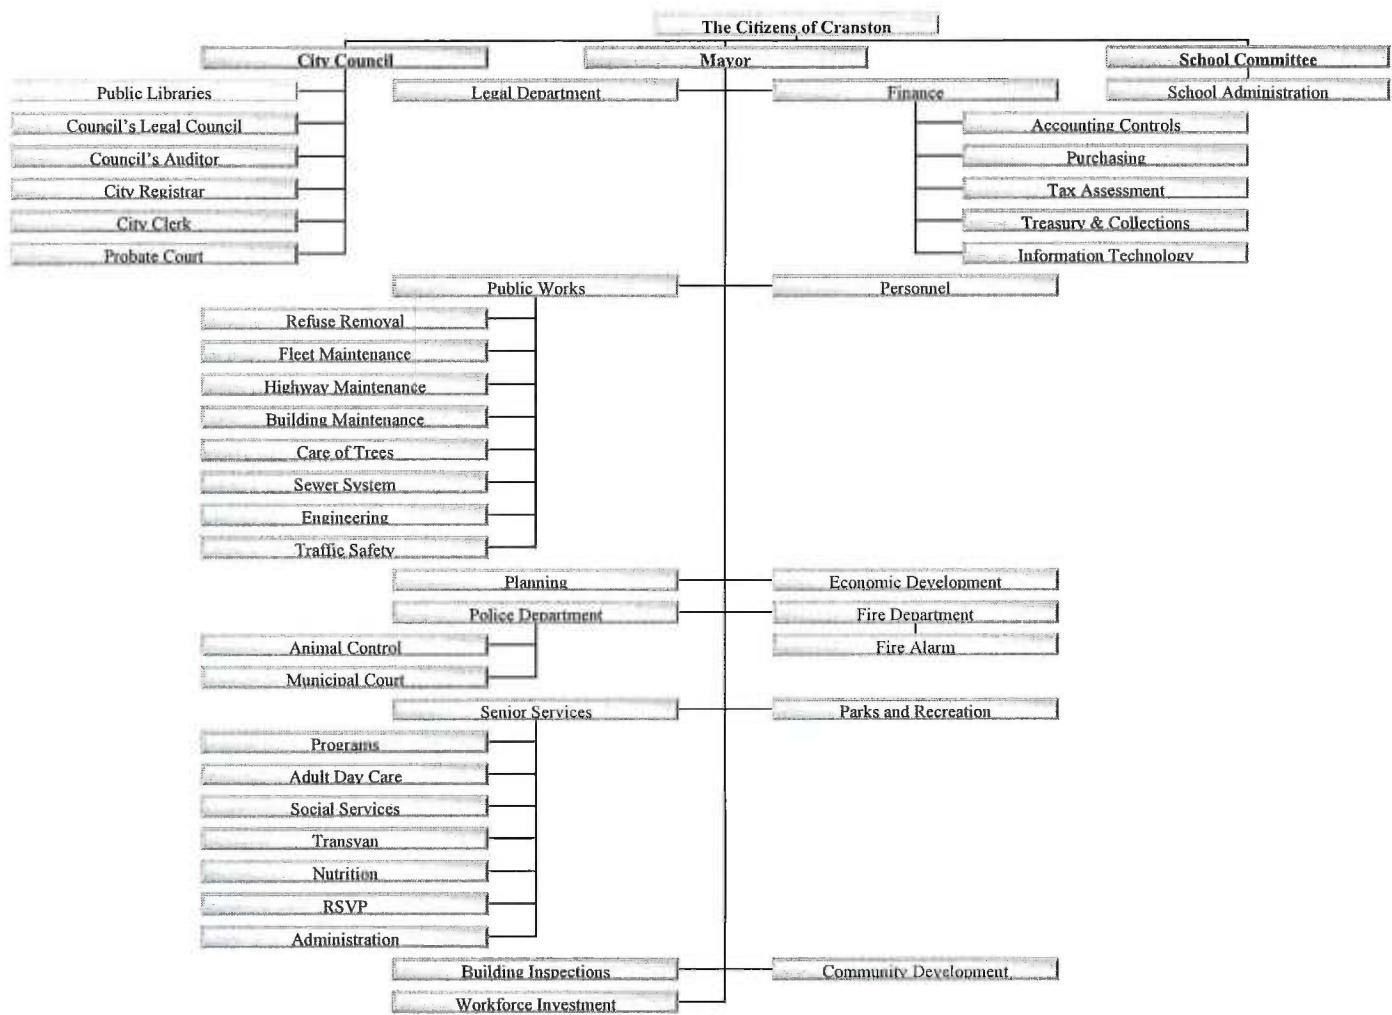 The Citizens of Cranston
City Council
Mayor
School Committee
Public Libraries
Legal Department
Finance
School Administration
Council's Legal Council
Accounting Controls
Council's Auditor
Purchasing
City Registrar
Tax Assessment
City Clerk
Treasury & Collections
Probate Court
Information Technology
Public Works
Personnel
Refuse Removal
Fleet Maintenance
Highway Maintenance
Building Maintenance
Care of Trees
Sewer System
Engineering
Traffic Safety
Planning
Economic Development
Police Department
Fire Department
Animal Control
Fire Alarm
Municipal Court
Senior Services
Parks and Recreation
Programs
Adult Day Care
Social Services
Transvan
Nutrition
RSVP
Administration
Building Inspections
Community Development
Workforce Investment